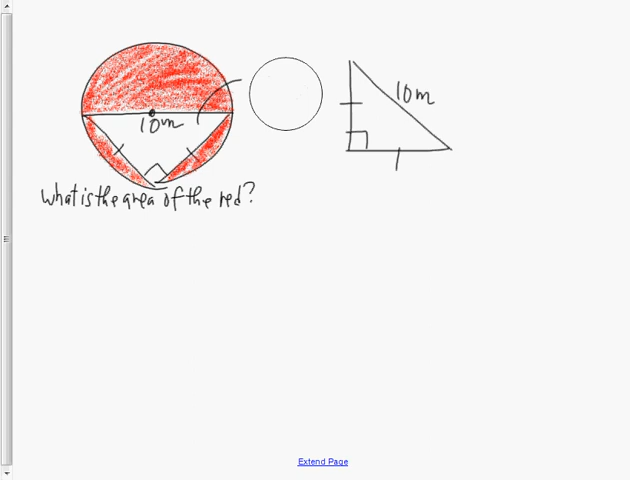 10m
10m
What is the area of the red?
Extend Page